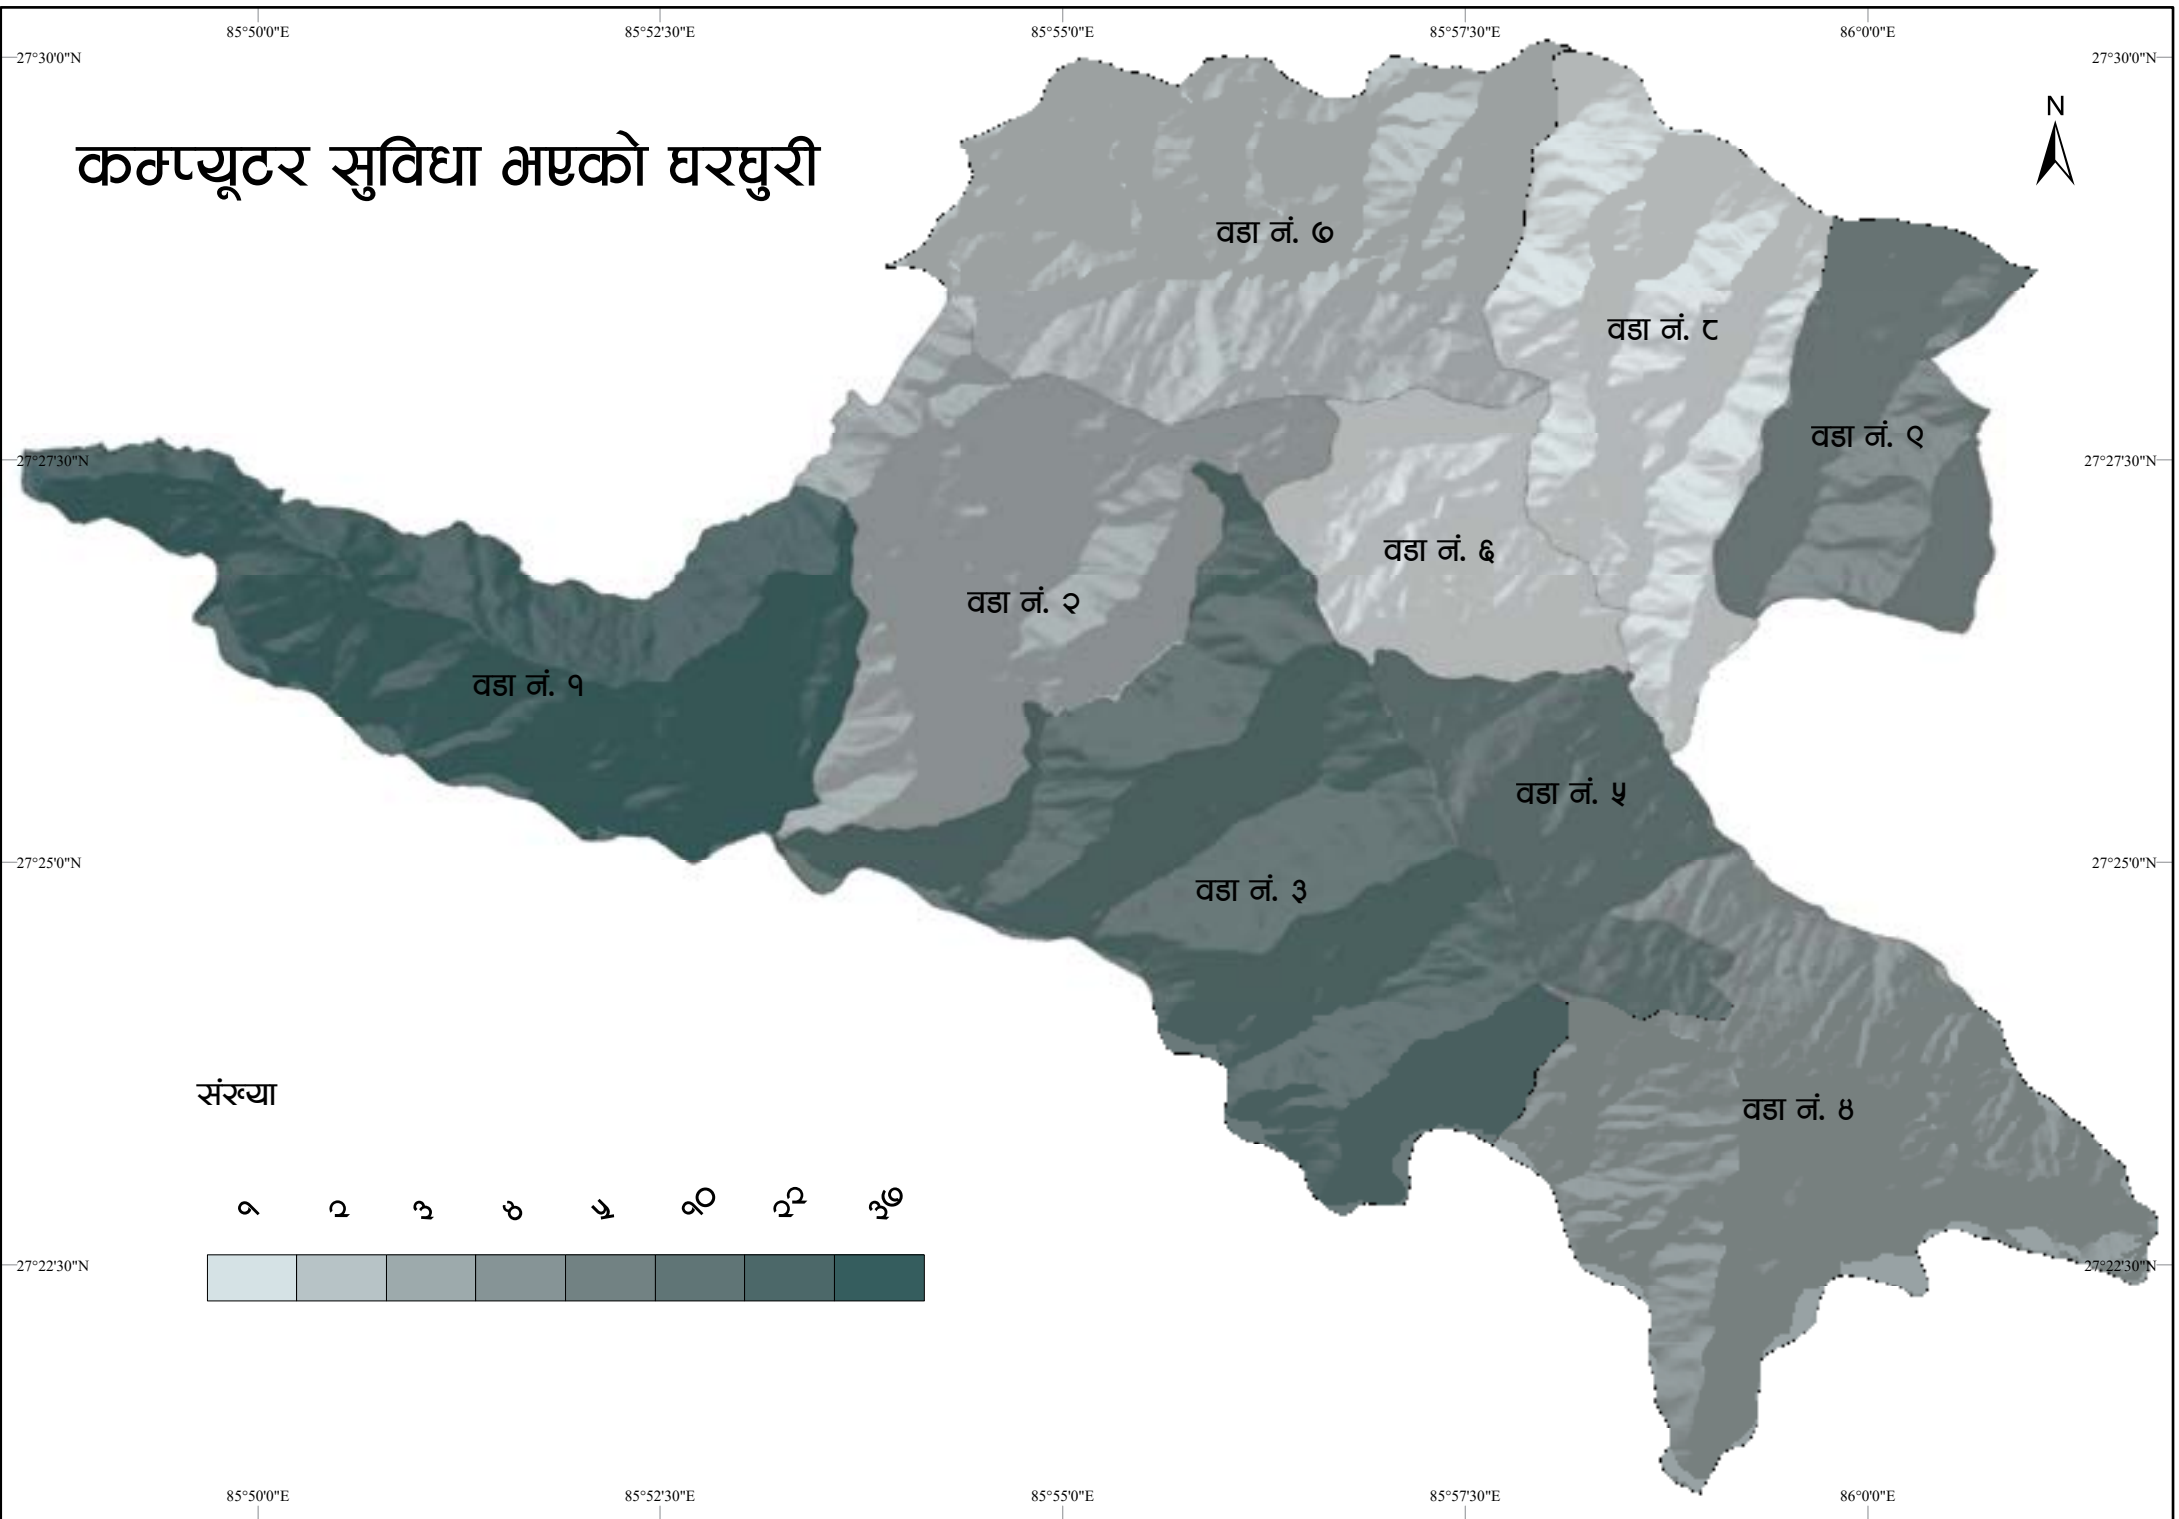 85°50'0"E 85°52'30"E 85°55'0"E 85°57'30"E 86°0'0"E
27°30'0"N 27°30'0"N
N
कम्प्यूटर सुविधा भएको घरघुरी
वडा नं. ७
वडा नं. ८
वडा नं. ९
27°27'30"N 27°27'30"N
वडा नं. ६
वडा नं. २
वडा नं. १
वडा नं. ५
27°25'0"N 27°25'0"N
वडा नं. ३
संख्या
वडा नं. ४
१ २ ३ ४ ५ १० २२ ३७
27°22'30"N 27°22'30"N
85°50'0"E 85°52'30"E 85°55'0"E 85°57'30"E 86°0'0"E